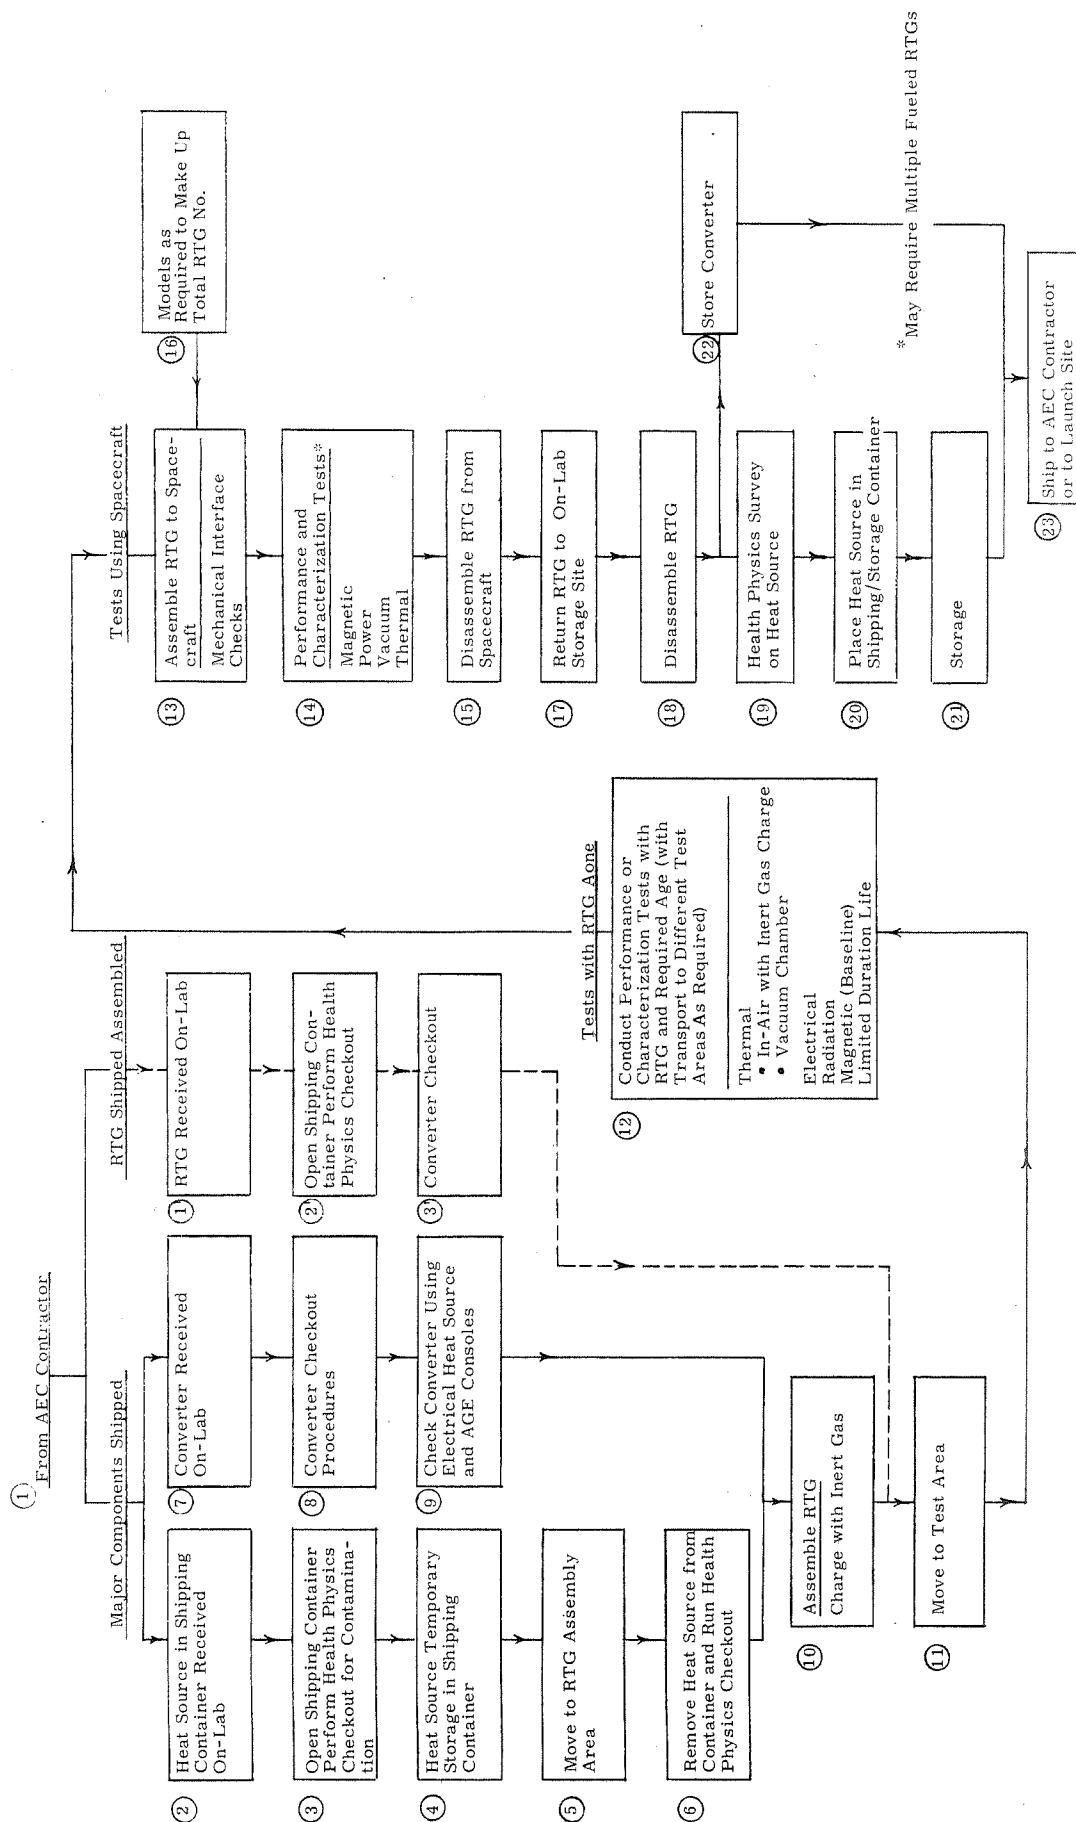 ① From AEC Contractor
Major Components Shipped
② Heat Source in Shipping
Container Received
On-Lab
③ Open Shipping Container
Perform Health Physics
Checkout for Contamina-
tion
④ Heat Source Temporary
Storage in Shipping
Container
⑤ Move to RTG Assembly
Area
⑥ Remove Heat Source from
Container and Run Health
Physics Checkout
⑦ Converter Received
On-Lab
⑧ Converter Checkout
Procedures
⑨ Check Converter Using
Electrical Heat Source
and AGE Consoles
⑩ Assemble RTG
Charge with Inert Gas
⑪ Move to Test Area
RTG Shipped Assembled
①' RTG Received On-Lab
②' Open Shipping Con-
tainer Perform Health
Physics Checkout
③' Converter Checkout
Tests with RTG Aone
⑫ Conduct Performance or
Characterization Tests with
RTG and Required Age (with
Transport to Different Test
Areas As Required)
Thermal
• In-Air with Inert Gas Charge
• Vacuum Chamber
Electrical
Radiation
Magnetic (Baseline)
Limited Duration Life
Tests Using Spacecraft
⑬ Assemble RTG to Space-
craft
Mechanical Interface
Checks
⑭ Performance and
Characterization Tests*
Magnetic
Power
Vacuum
Thermal
⑮ Disassemble RTG from
Spacecraft
⑯ Models as
Required to Make Up
Total RTG No.
⑰ Return RTG to On-Lab
Storage Site
⑱ Disassemble RTG
⑲ Health Physics Survey
on Heat Source
⑳ Place Heat Source in
Shipping/Storage Container
㉑ Storage
㉒ Store Converter
*May Require Multiple Fueled RTGs
㉓ Ship to AEC Contractor
or to Launch Site